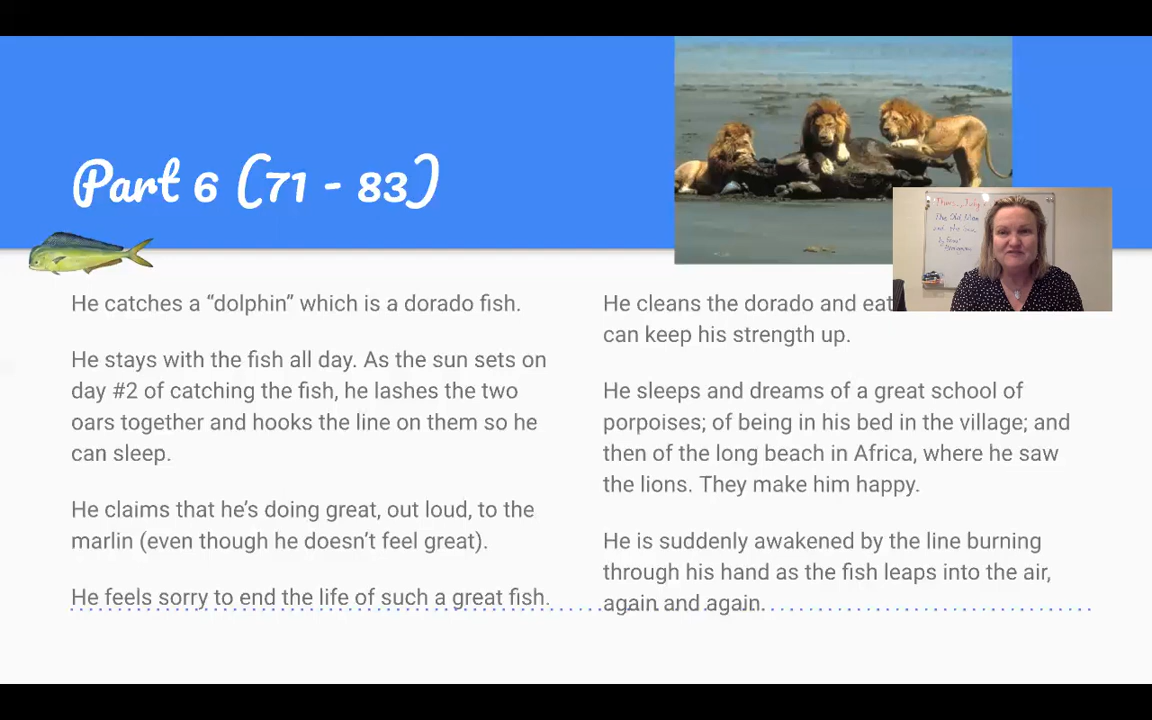 Part 6 (71 - 83)
He catches a “dolphin” which is a dorado fish.
He stays with the fish all day. As the sun sets on
day #2 of catching the fish, he lashes the two
oars together and hooks the line on them so he
can sleep.
He claims that he’s doing great, out loud, to the
marlin (even though he doesn’t feel great).
He feels sorry to end the life of such a great fish.
He cleans the dorado and eat
can keep his strength up.
He sleeps and dreams of a great school of
porpoises; of being in his bed in the village; and
then of the long beach in Africa, where he saw
the lions. They make him happy.
He is suddenly awakened by the line burning
through his hand as the fish leaps into the air,
again and again.
The Old Man
and the
by